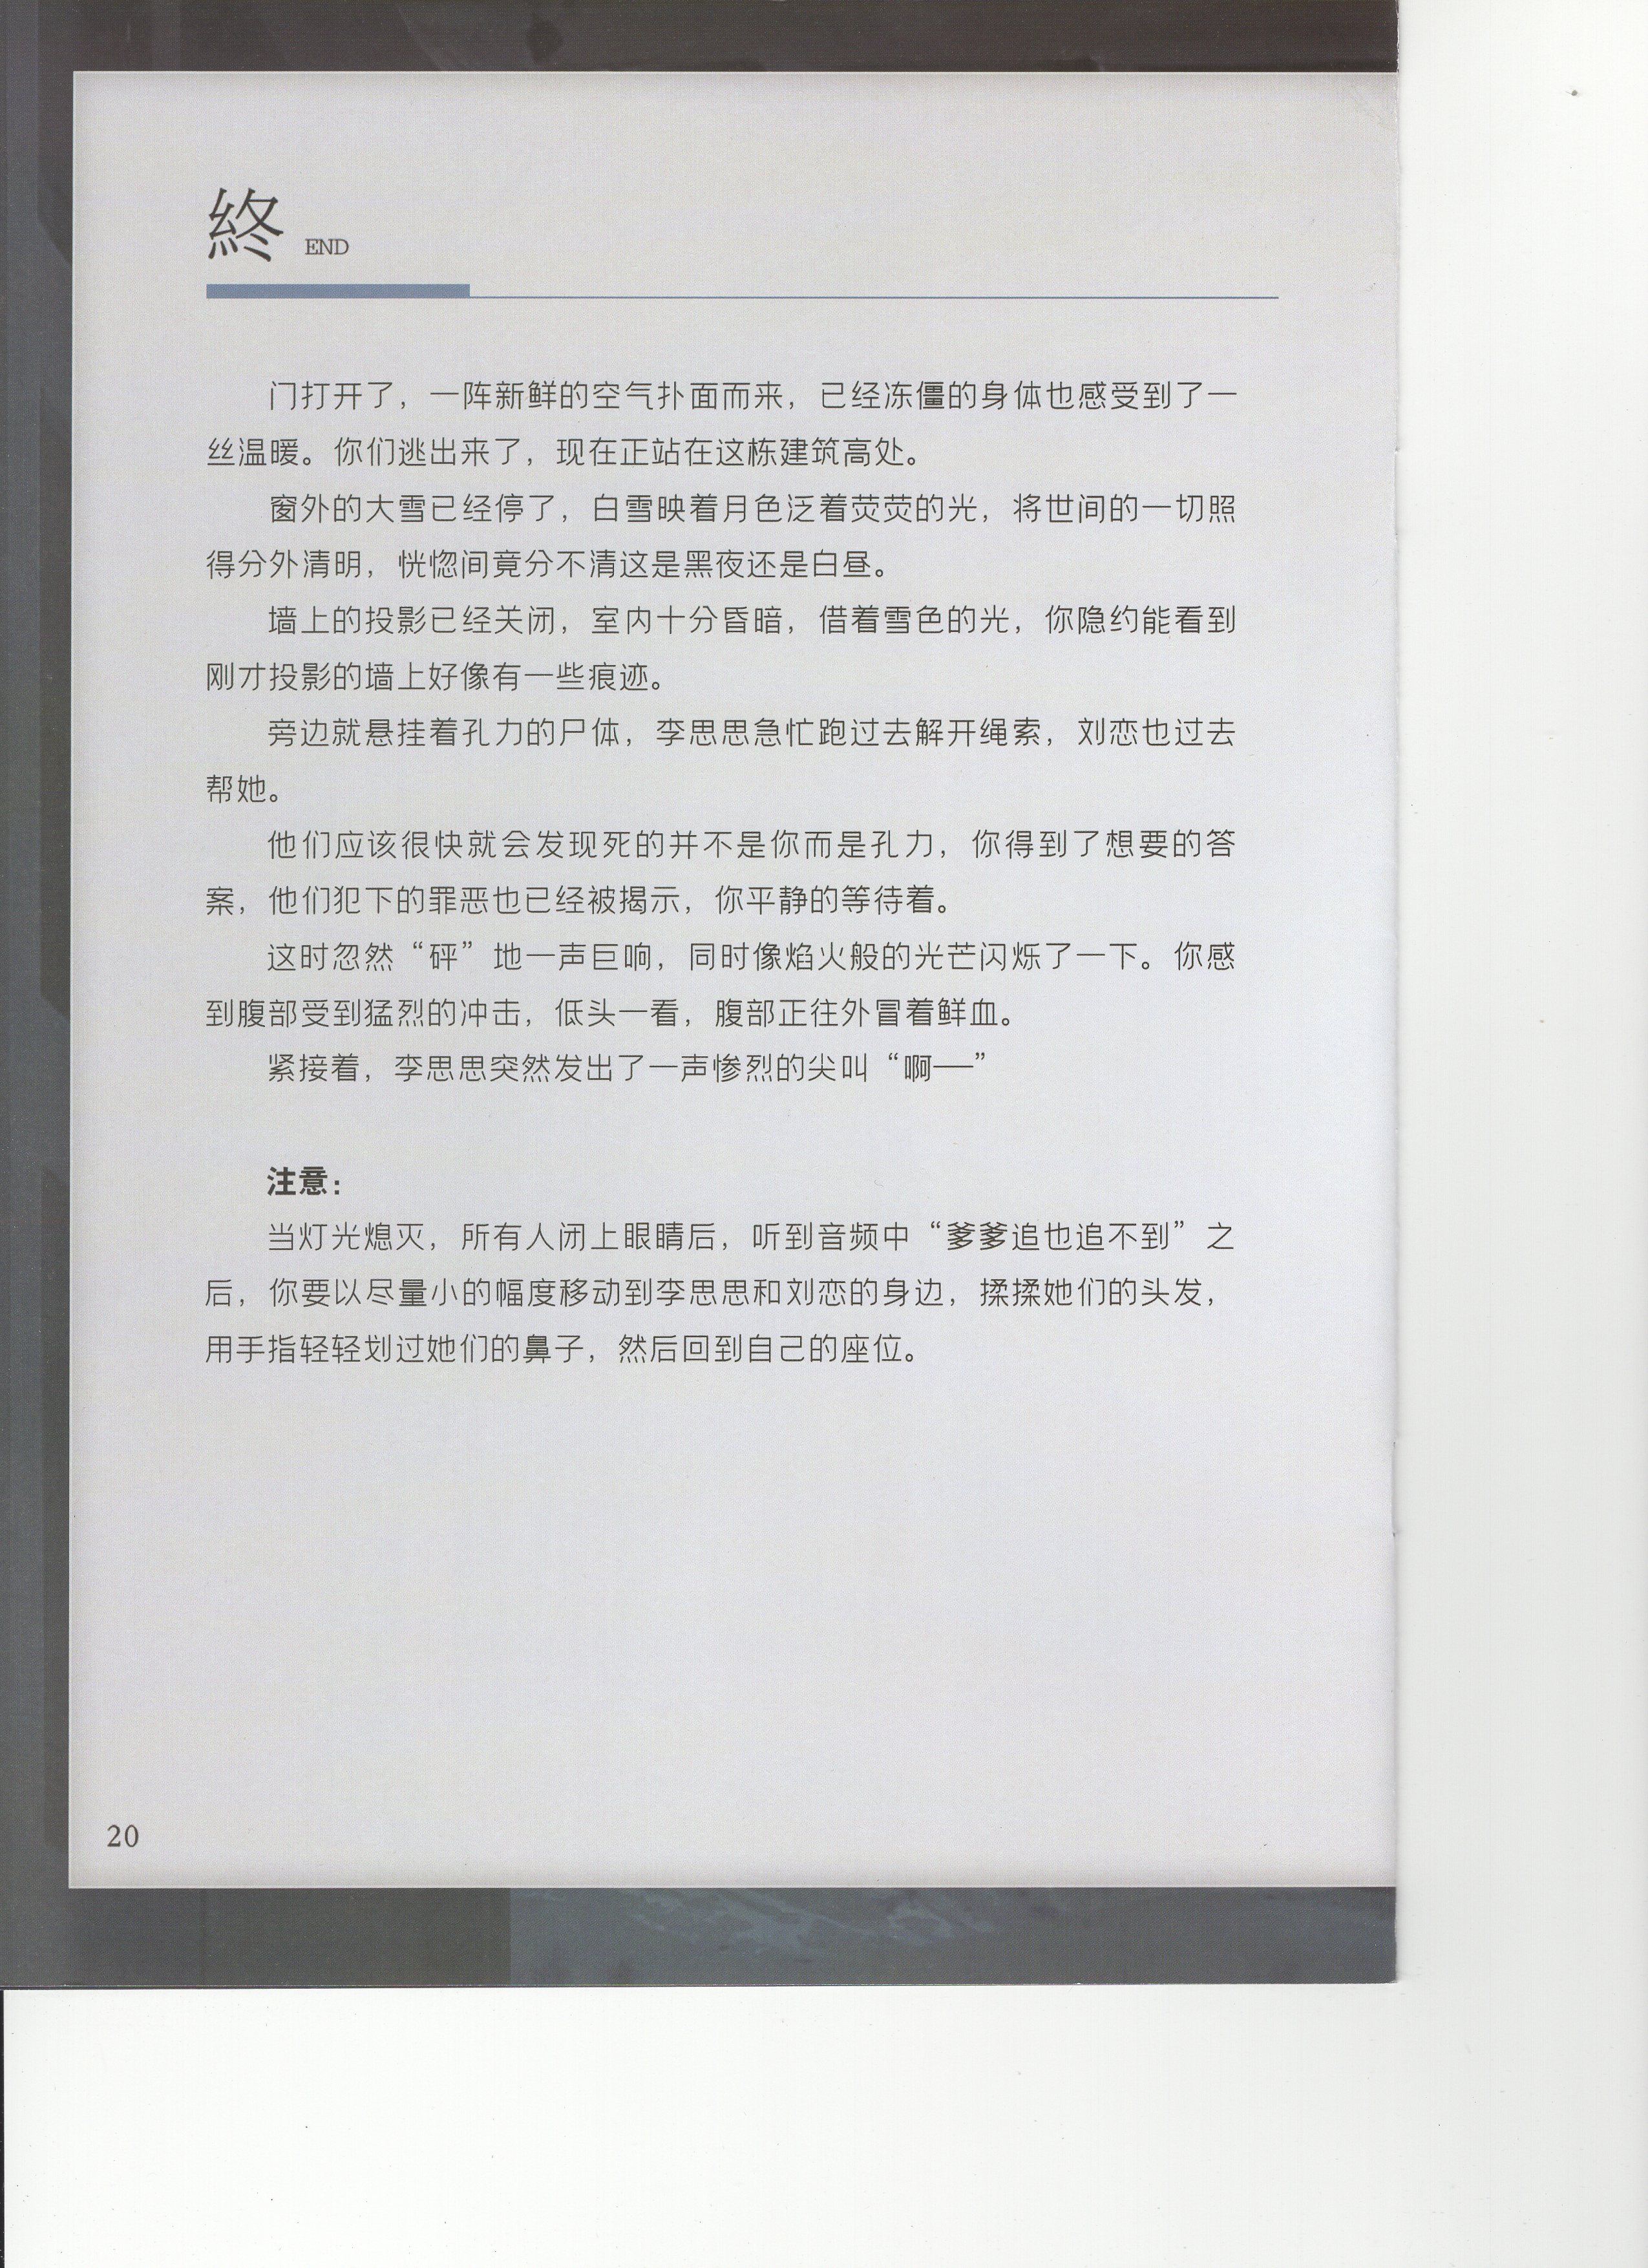 終 END
门打开了，一阵新鲜的空气扑面而来，已经冻僵的身体也感受到了一
丝温暖。你们逃出来了，现在正站在这栋建筑高处。
窗外的大雪已经停了，白雪映着月色泛着荧荧的光，将世间的一切照
得分外清明，恍惚间竟分不清这是黑夜还是白昼。
墙上的投影已经关闭，室内十分昏暗，借着雪色的光，你隐约能看到
刚才投影的墙上好像有一些痕迹。
旁边就悬挂着孔力的尸体，李思思急忙跑过去解开绳索，刘恋也过去
帮她。
他们应该很快就会发现死的并不是你而是孔力，你得到了想要的答
案，他们犯下的罪恶也已经被揭示，你平静的等待着。
这时忽然“砰”地一声巨响，同时像焰火般的光芒闪烁了一下。你感
到腹部受到猛烈的冲击，低头一看，腹部正往外冒着鲜血。
紧接着，李思思突然发出了一声惨烈的尖叫“啊——”
注意：
当灯光熄灭，所有人闭上眼睛后，听到音频中“爹爹追也追不到”之
后，你要以尽量小的幅度移动到李思思和刘恋的身边，揉揉她们的头发，
用手指轻轻划过她们的鼻子，然后回到自己的座位。
20